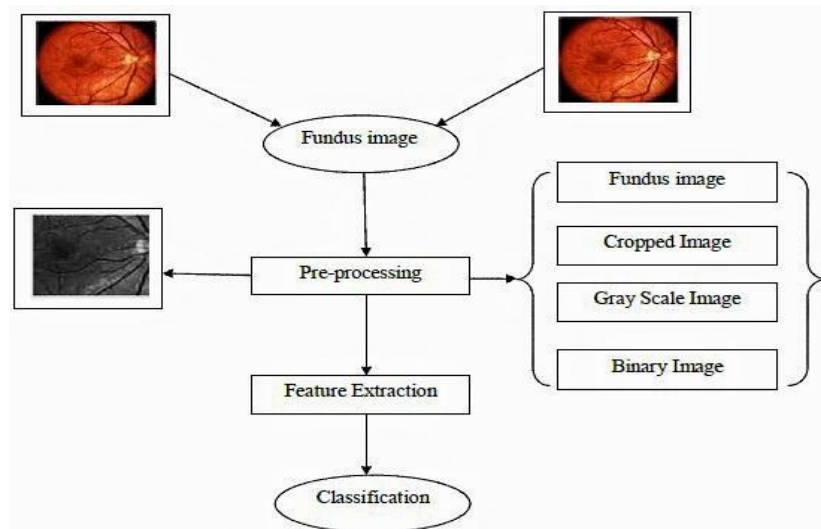 Fundus image
Fundus image
Cropped Image
Pre-processing
Gray Scale Image
Binary Image
Feature Extraction
Classification